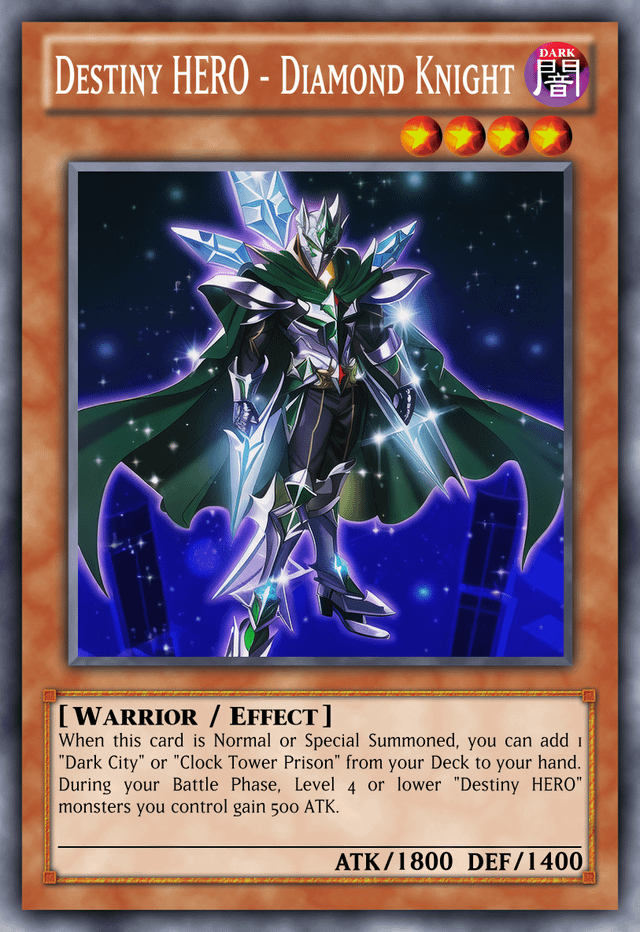 Destiny HERO - Diamond Knight
DARK
闇
[ Warrior / Effect ]
When this card is Normal or Special Summoned, you can add 1
"Dark City" or "Clock Tower Prison" from your Deck to your hand.
During your Battle Phase, Level 4 or lower "Destiny HERO"
monsters you control gain 500 ATK.
ATK/1800 DEF/1400